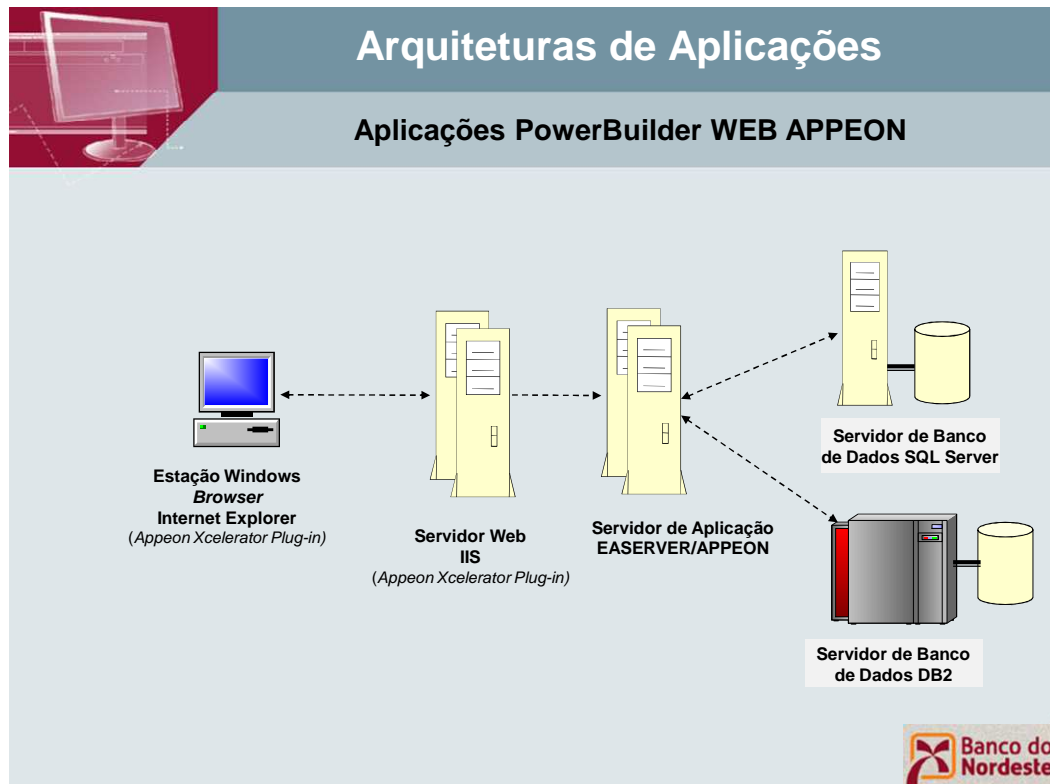 Arquiteturas de Aplicações
Aplicações PowerBuilder WEB APPEON
Estação Windows
Browser
Internet Explorer
(Appeon Xcelerator Plug-in)
Servidor Web
IIS
(Appeon Xcelerator Plug-in)
Servidor de Aplicação
EASERVER/APPEON
Servidor de Banco
de Dados SQL Server
Servidor de Banco
de Dados DB2
Banco do
Nordeste